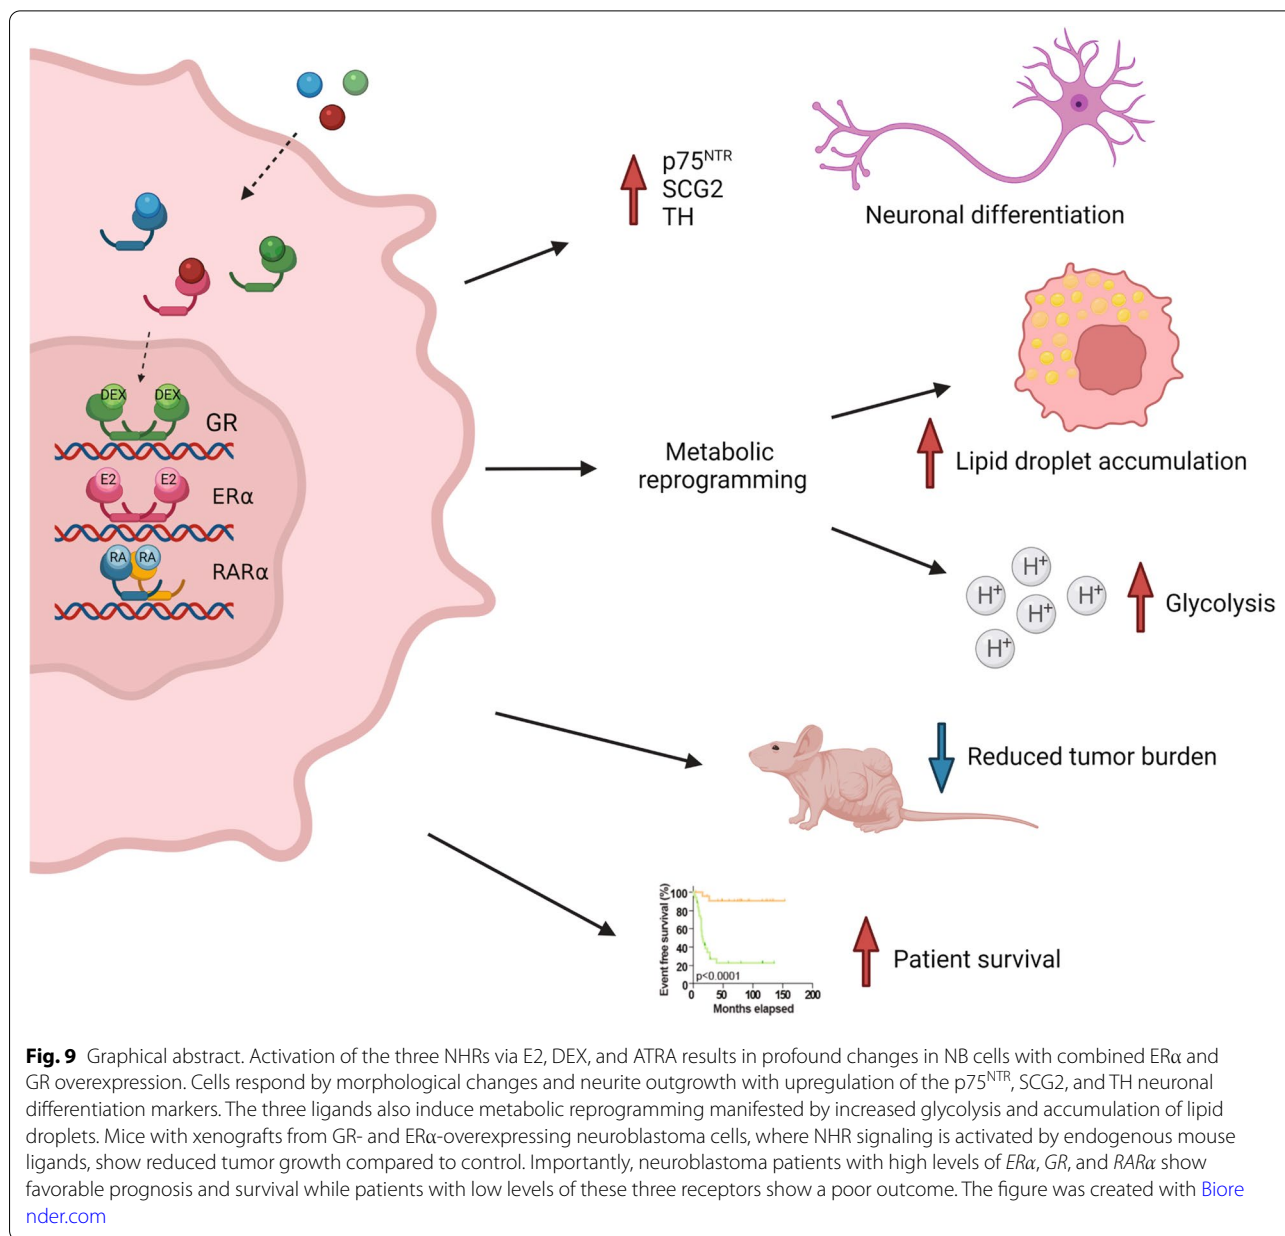 p75NTR
SCG2
TH
Neuronal differentiation
DEX DEX
GR
E2 E2
ERα
RA RA
RARα
Metabolic
reprogramming
Lipid droplet accumulation
H+
H+
H+
H+
H+
Glycolysis
Reduced tumor burden
Event free survival (%)
100
80
60
40
20
0
p<0.0001
0 50 100 150 200
Months elapsed
Patient survival
Fig. 9 Graphical abstract. Activation of the three NHRs via E2, DEX, and ATRA results in profound changes in NB cells with combined ERα and
GR overexpression. Cells respond by morphological changes and neurite outgrowth with upregulation of the p75NTR, SCG2, and TH neuronal
differentiation markers. The three ligands also induce metabolic reprogramming manifested by increased glycolysis and accumulation of lipid
droplets. Mice with xenografts from GR- and ERα-overexpressing neuroblastoma cells, where NHR signaling is activated by endogenous mouse
ligands, show reduced tumor growth compared to control. Importantly, neuroblastoma patients with high levels of ERα, GR, and RARα show
favorable prognosis and survival while patients with low levels of these three receptors show a poor outcome. The figure was created with Biore
nder.com